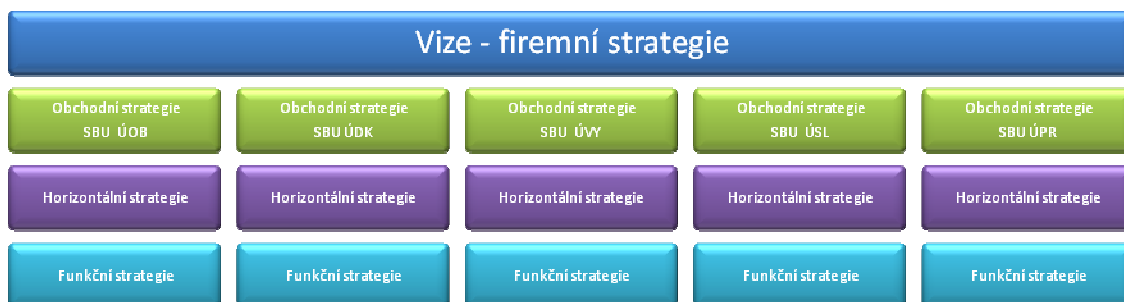 Vize - firemní strategie
Obchodní strategie
SBU ÚOB
Obchodní strategie
SBU ÚDK
Obchodní strategie
SBU ÚVY
Obchodní strategie
SBU ÚSL
Obchodní strategie
SBU ÚPR
Horizontální strategie
Horizontální strategie
Horizontální strategie
Horizontální strategie
Horizontální strategie
Funkční strategie
Funkční strategie
Funkční strategie
Funkční strategie
Funkční strategie